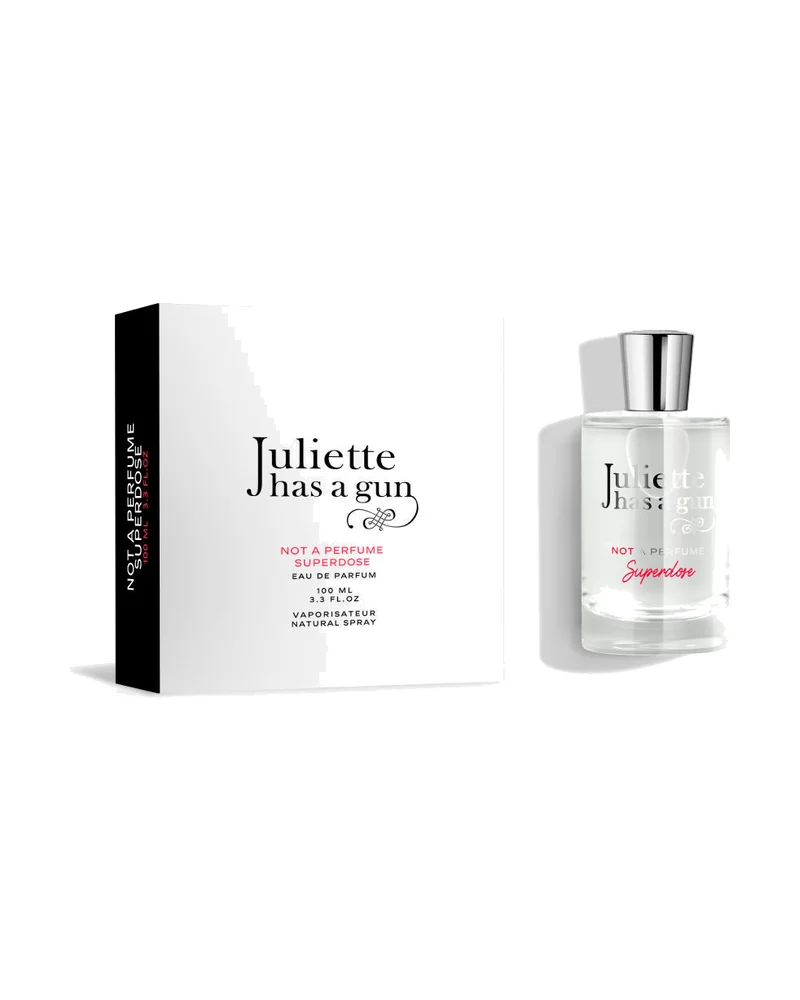 NOT A PERFUME
SUPERDOSE
100 ML 3.3 FL.OZ
Juliette
has a gun
NOT A PERFUME
SUPERDOSE
EAU DE PARFUM
100 ML
3.3 FL.OZ
VAPORISATEUR
NATURAL SPRAY
Juliette
has a gun
NOT A PERFUME
Superdose